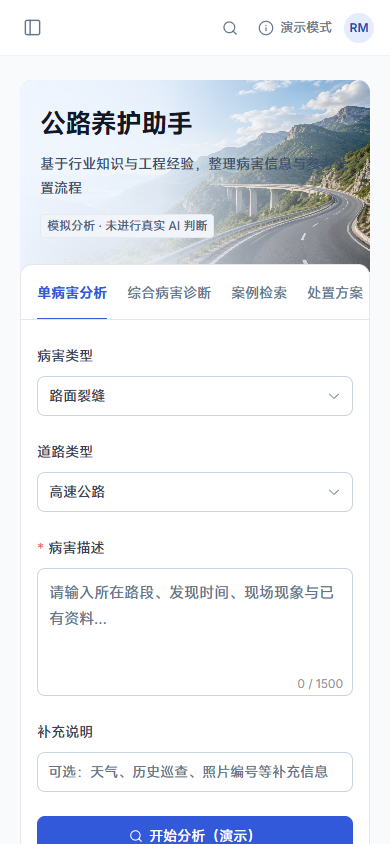 演示模式
RM
公路养护助手
基于行业知识与工程经验，整理病害信息与参考处
置流程
模拟分析 · 未进行真实 AI 判断
单病害分析 综合病害诊断 案例检索 处置方案
病害类型
路面裂缝
道路类型
高速公路
* 病害描述
请输入所在路段、发现时间、现场现象与已
有资料...
0 / 1500
补充说明
可选：天气、历史巡查、照片编号等补充信息
开始分析（演示）